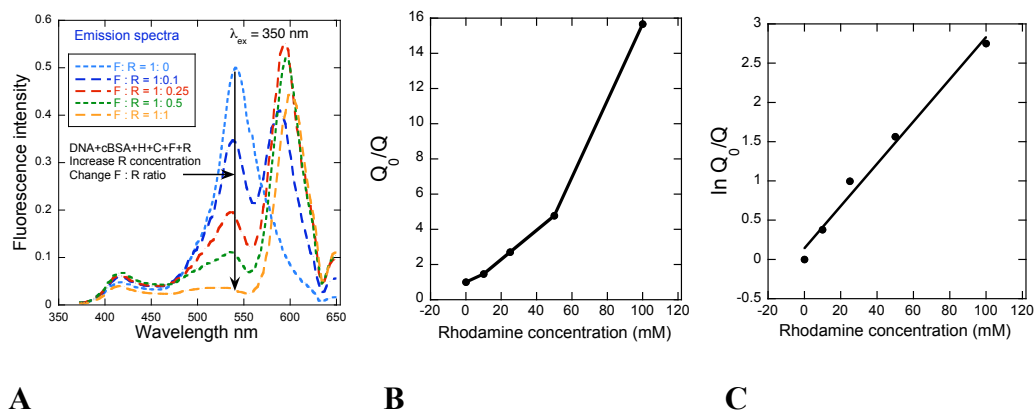 A
Emission spectra
λex = 350 nm
F: R = 1: 0
F : R = 1:0.1
F : R = 1: 0.25
F : R = 1: 0.5
F : R = 1:1
DNA+cBSA+H+C+F+R
Increase R concentration
Change F : R ratio
Fluorescence intensity
0.6
0.5
0.4
0.3
0.2
0.1
0
350 400 450 500 550 600 650
Wavelength nm
A
B
Q0/Q
16
14
12
10
8
6
4
2
0
-20 0 20 40 60 80 100 120
Rhodamine concentration (mM)
B
C
ln Q0/Q
3
2.5
2
1.5
1
0.5
0
-0.5
-20 0 20 40 60 80 100 120
Rhodamine concentration (mM)
C